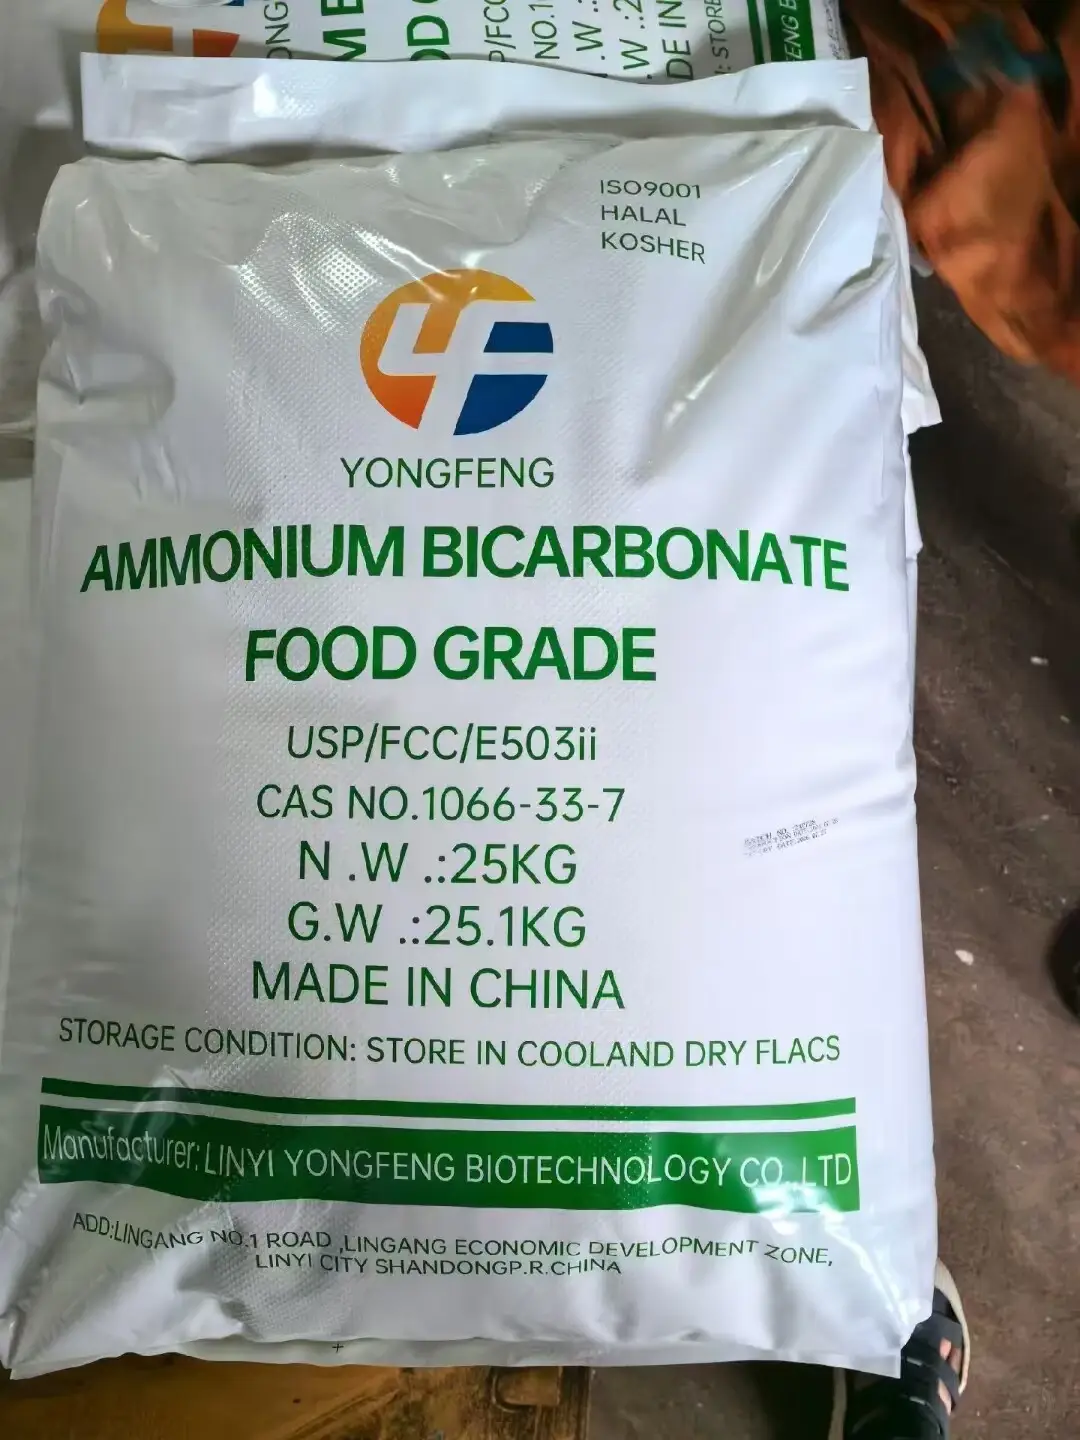 ISO9001
HALAL
KOSHER
YF
YONGFENG
AMMONIUM BICARBONATE
FOOD GRADE
USP/FCC/E503ii
CAS NO.1066-33-7
N .W .:25KG
G.W .:25.1KG
MADE IN CHINA
STORAGE CONDITION: STORE IN COOLAND DRY FLACS
Manufacturer: LINYI YONGFENG BIOTECHNOLOGY CO., LTD
ADD:LINGANG NO.1 ROAD ,LINGANG ECONOMIC DEVELOPMENT ZONE,
LINYI CITY SHANDONGP.R.CHINA